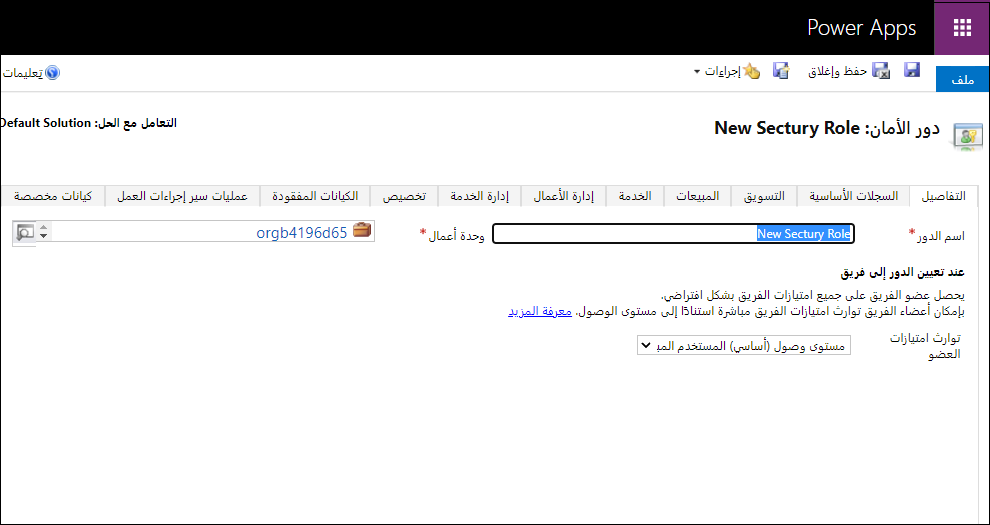 Power Apps
ملف
حفظ وإغلاق
إجراءات
تعليمات
دور الأمان: New Sectury Role
التعامل مع الحل: Default Solution
التفاصيل
السجلات الأساسية
التسويق
المبيعات
الخدمة
إدارة الأعمال
إدارة الخدمة
تخصيص
الكيانات المفقودة
عمليات سير إجراءات العمل
كيانات مخصصة
اسم الدور* New Sectury Role وحدة أعمال* orgb4196d65
عند تعيين الدور إلى فريق
يحصل عضو الفريق على جميع امتيازات الفريق بشكل افتراضي.
بإمكان أعضاء الفريق توارث امتيازات الفريق مباشرة استنادًا إلى مستوى الوصول. معرفة المزيد
توارث امتيازات
العضو
مستوى وصول (أساسي) المستخدم المب